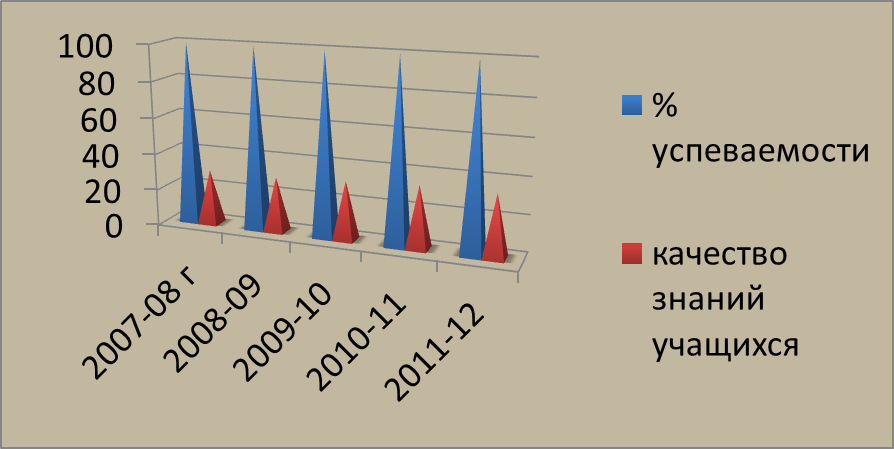 100
80
60
40
20
0
2007-08 г
2008-09
2009-10
2010-11
2011-12
%
успеваемости
качество
знаний
учащихся